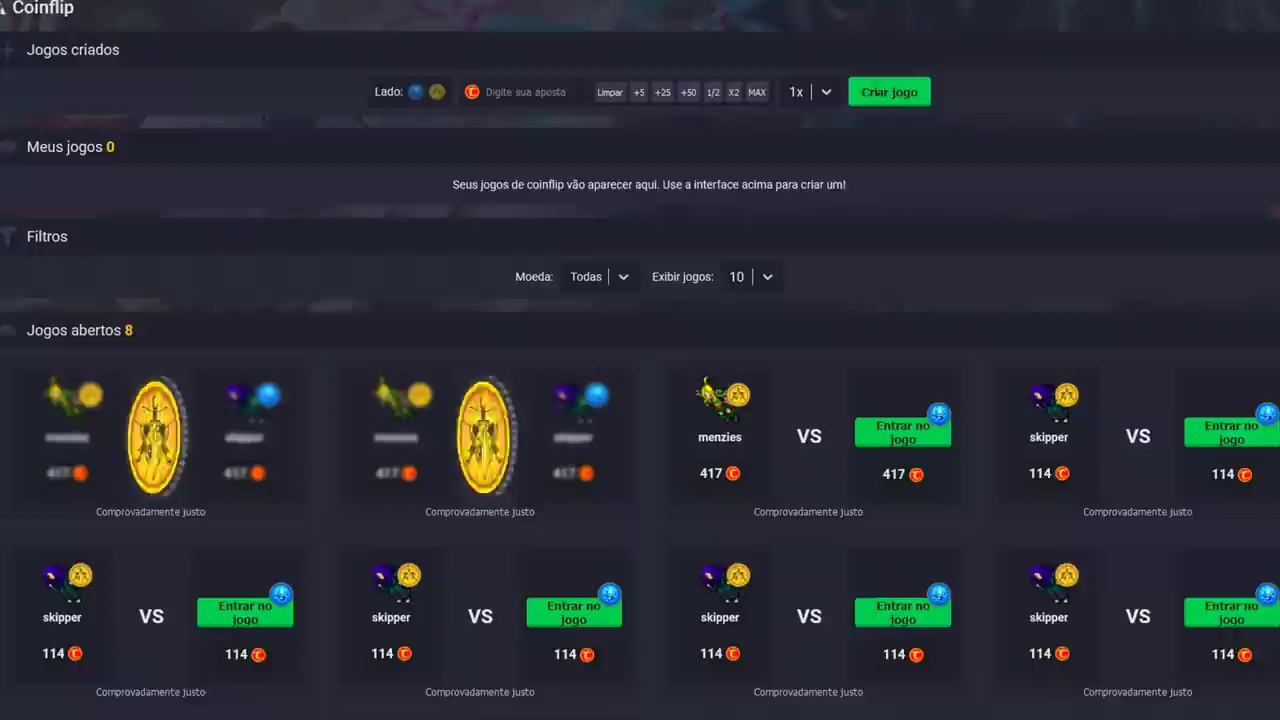 Coinflip
Jogos criados
Lado: Digite sua aposta Limpar +5 +25 +50 1/2 X2 MAX 1x Criar jogo
Meus jogos 0
Seus jogos de coinflip vão aparecer aqui. Use a interface acima para criar um!
Filtros
Moeda: Todas Exibir jogos: 10
Jogos abertos 8
menzies VS Entrar no jogo
417 417
skipper VS Entrar no jogo
114 114
Comprovadamente justo
Comprovadamente justo
Comprovadamente justo
Comprovadamente justo
skipper VS Entrar no jogo
114 114
skipper VS Entrar no jogo
114 114
skipper VS Entrar no jogo
114 114
skipper VS Entrar no jogo
114 114
Comprovadamente justo
Comprovadamente justo
Comprovadamente justo
Comprovadamente justo